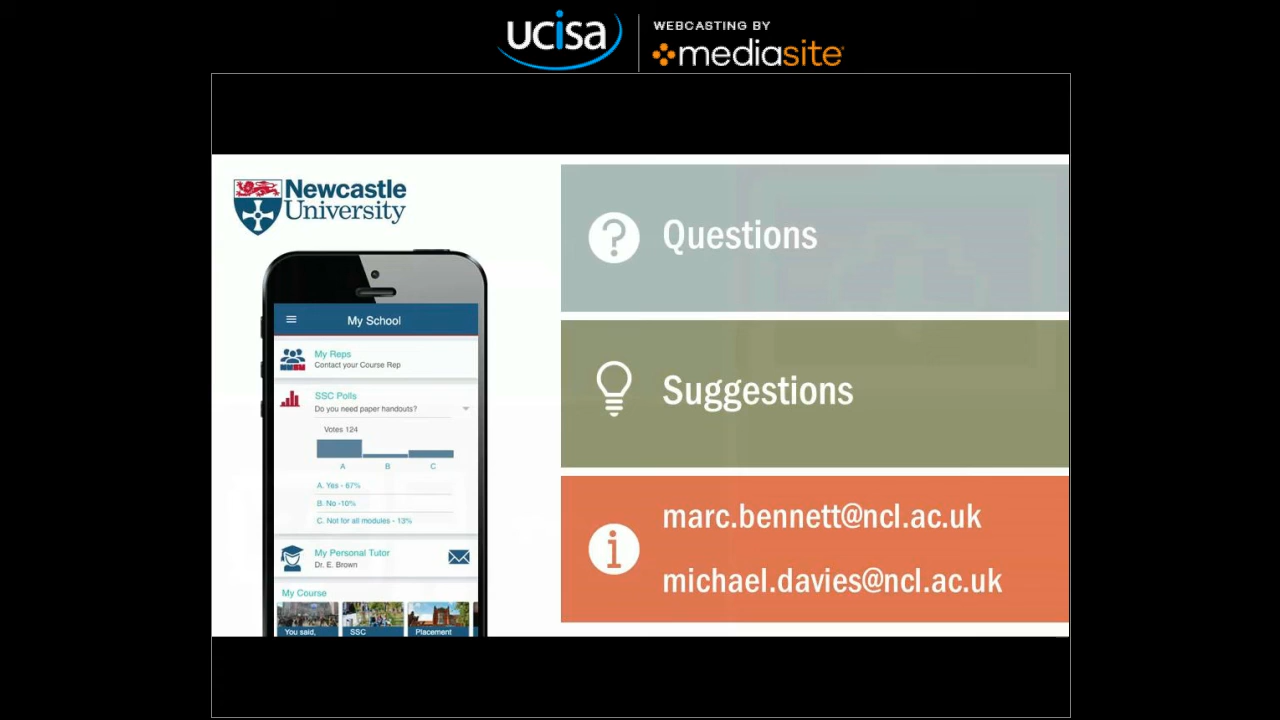 ucisa
WEBCASTING BY
mediasite
Newcastle
University
My School
My Reps
Contact your Course Rep
SSC Polls
Do you need paper handouts?
Votes 124
A B C
A. Yes - 67%
B. No -10%
C. Not for all modules - 13%
My Personal Tutor
Dr. E. Brown
My Course
You said,
SSC
Placement
Questions
Suggestions
marc.bennett@ncl.ac.uk
michael.davies@ncl.ac.uk